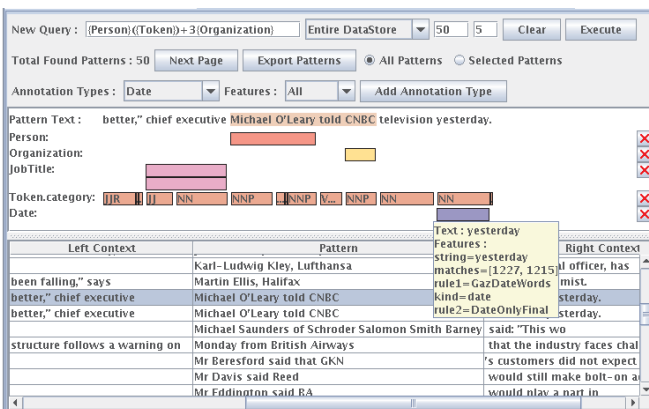 New Query : {Person}({Token})+3{Organization} Entire DataStore 50 5 Clear Execute
Total Found Patterns : 50 Next Page Export Patterns All Patterns Selected Patterns
Annotation Types : Date Features : All Add Annotation Type
Pattern Text : better,” chief executive Michael O’Leary told CNBC television yesterday.
Person:
Organization:
JobTitle:
Token.category: JJR JJ NN NNP ...NNP V... NNP NN NN
Date:
Text : yesterday
Features :
string=yesterday
matches=[1227, 1215]
rule1=GazDateWords
kind=date
rule2=DateOnlyFinal
Left Context Pattern Right Context
Karl-Ludwig Kley, Lufthansa al officer, has
been falling,” says Martin Ellis, Halifax mist.
better,” chief executive Michael O’Leary told CNBC sterday.
better,” chief executive Michael O’Leary told CNBC sterday.
Michael Saunders of Schroder Salomon Smith Barney said: “This wo
structure follows a warning on Monday from British Airways that the industry faces chal
Mr Beresford said that GKN ’s customers did not expect
Mr Davis said Reed would still make bolt-on a
Mr Eddington said BA would play a part in